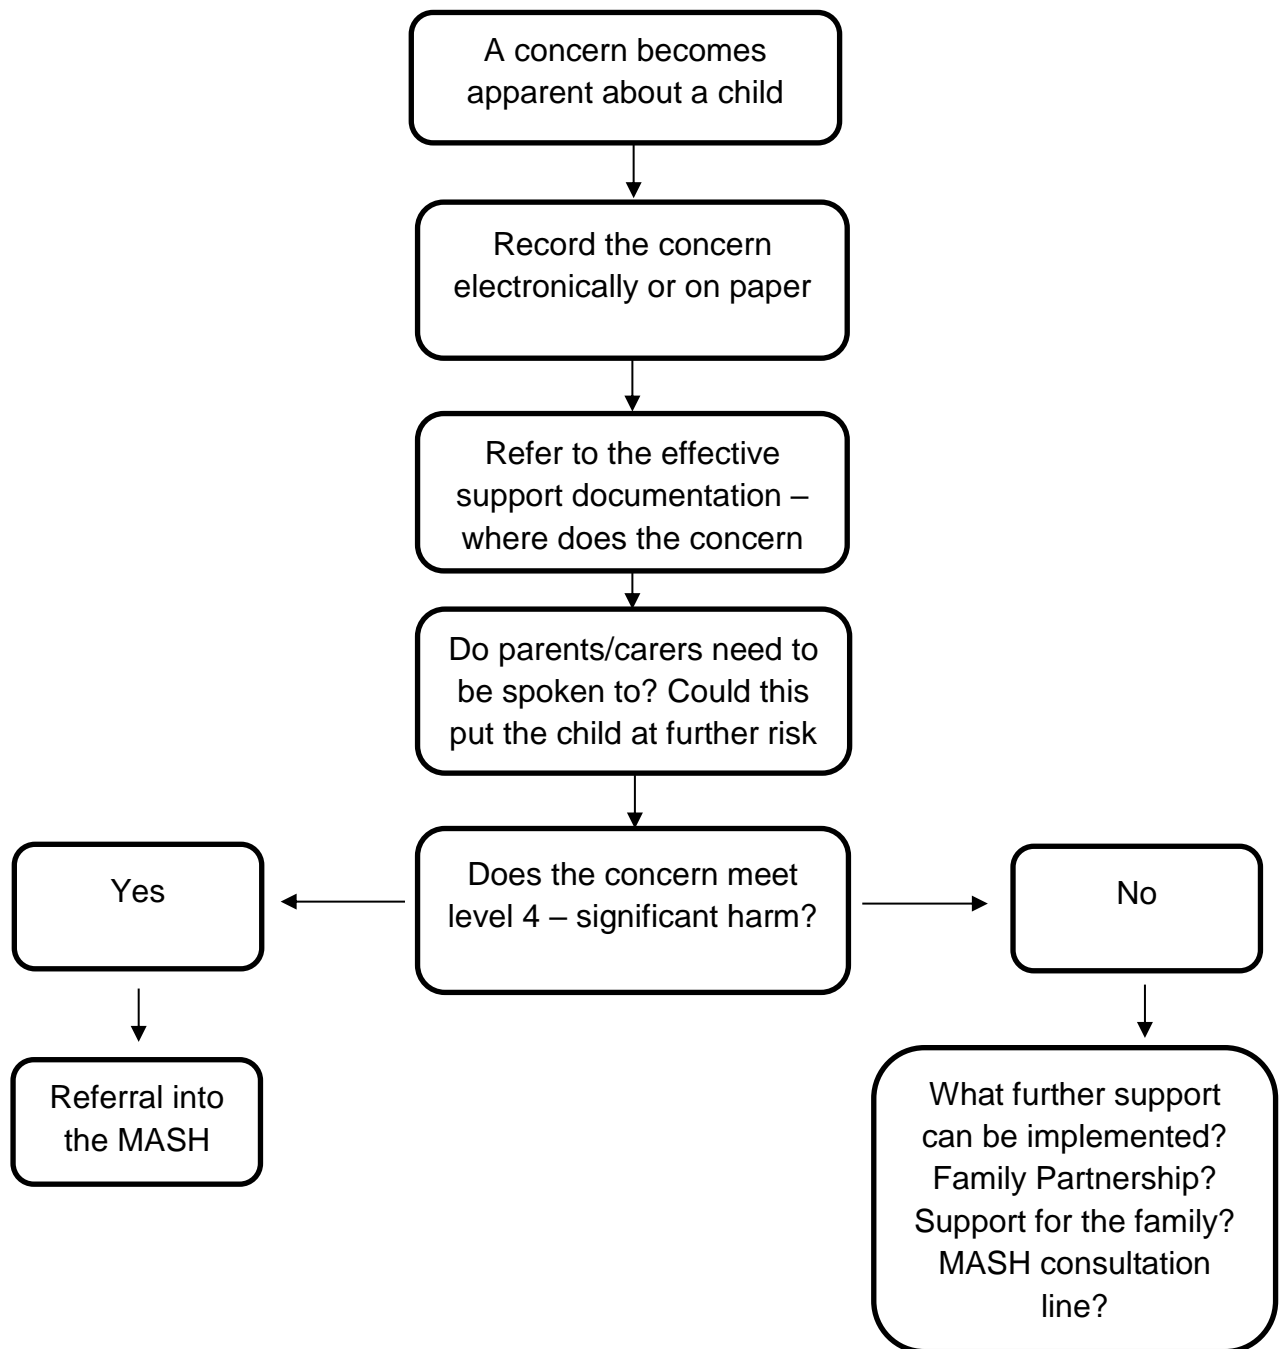 A concern becomes
apparent about a child
Record the concern
electronically or on paper
Refer to the effective
support documentation –
where does the concern
Do parents/carers need to
be spoken to? Could this
put the child at further risk
Does the concern meet
level 4 – significant harm?
Yes
No
Referral into
the MASH
What further support
can be implemented?
Family Partnership?
Support for the family?
MASH consultation
line?